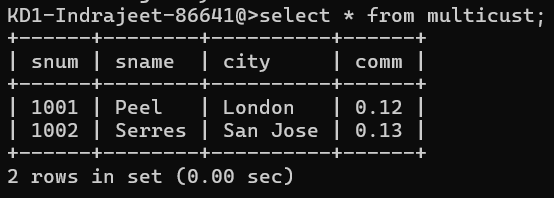 KD1-Indrajeet-86641@>select * from multicust;
+------+--------+----------+------+
| snum | sname  | city     | comm |
+------+--------+----------+------+
| 1001 | Peel   | London   | 0.12 |
| 1002 | Serres | San Jose | 0.13 |
+------+--------+----------+------+
2 rows in set (0.00 sec)